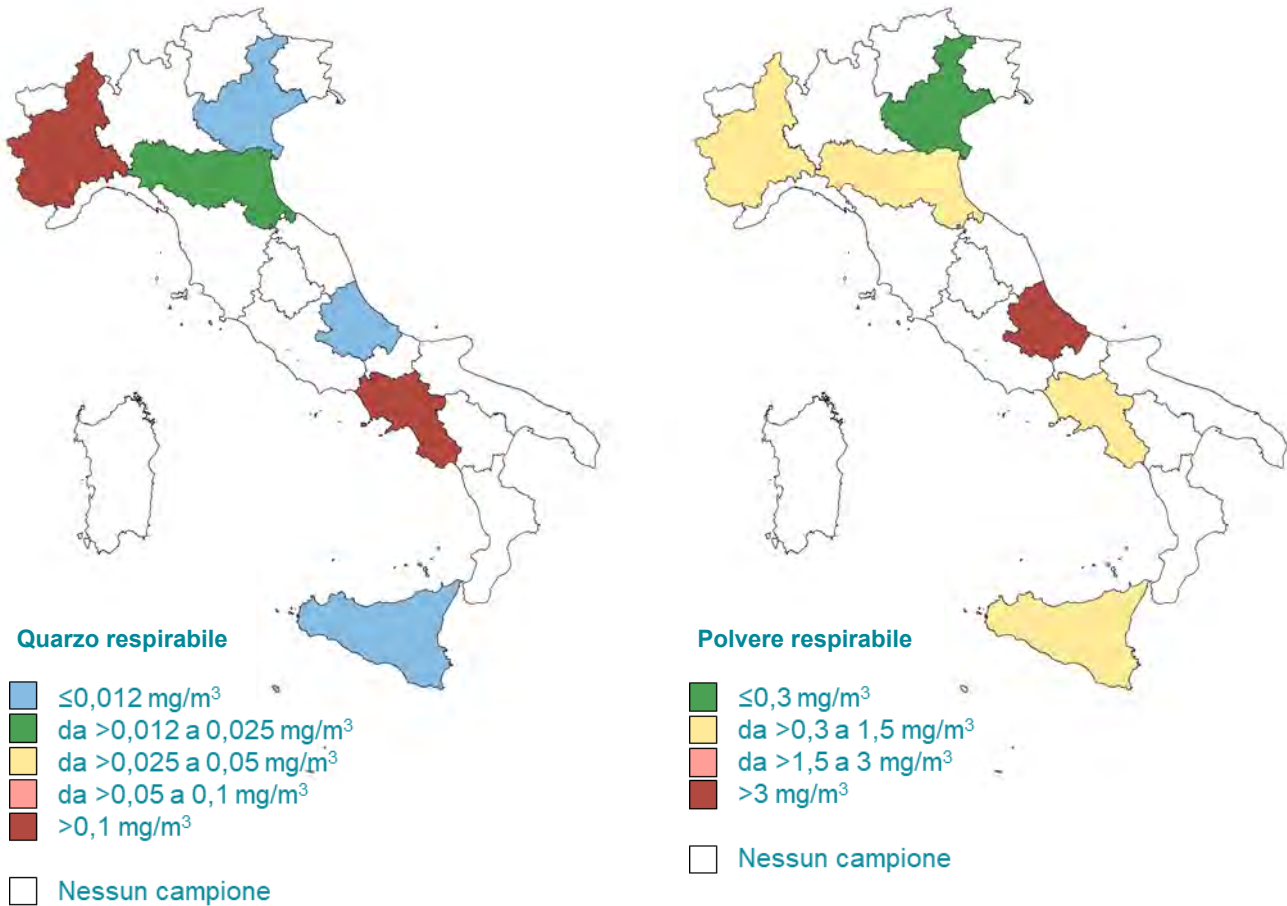 Quarzo respirabile
≤0,012 mg/m³
da >0,012 a 0,025 mg/m³
da >0,025 a 0,05 mg/m³
da >0,05 a 0,1 mg/m³
>0,1 mg/m³
Nessun campione
Polvere respirabile
≤0,3 mg/m³
da >0,3 a 1,5 mg/m³
da >1,5 a 3 mg/m³
>3 mg/m³
Nessun campione